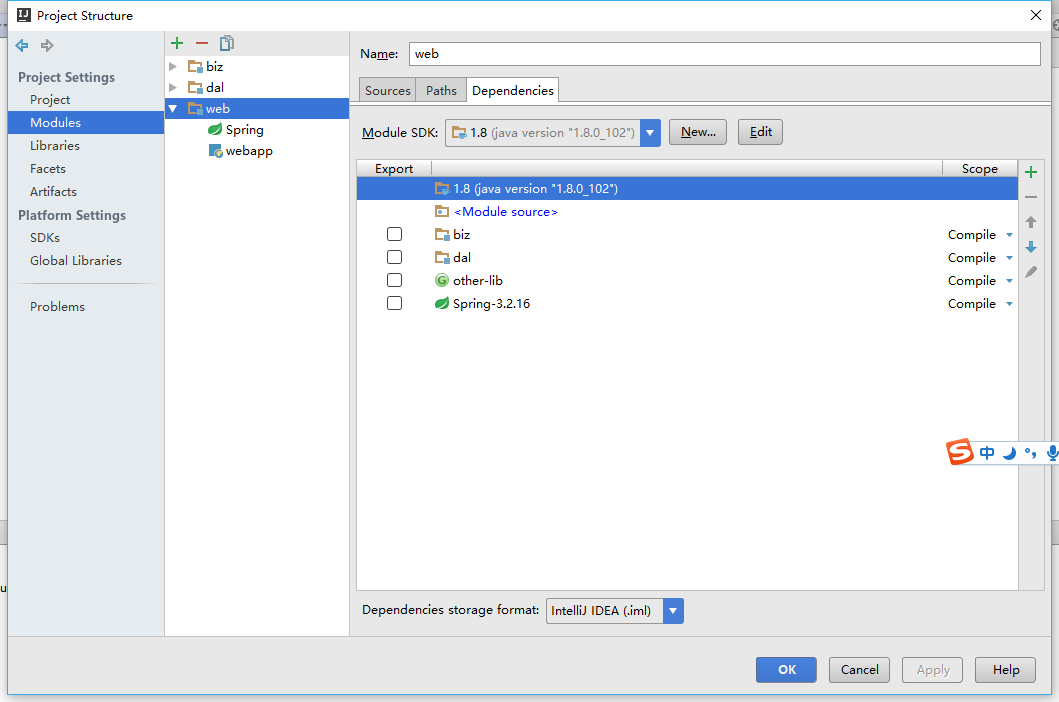 Project Structure
Project Settings
Project
Modules
Libraries
Facets
Artifacts
Platform Settings
SDKs
Global Libraries
Problems
biz
dal
web
Spring
webapp
Name: web
Sources Paths Dependencies
Module SDK: 1.8 (java version "1.8.0_102") New... Edit
Export Scope
1.8 (java version "1.8.0_102")
<Module source>
biz Compile
dal Compile
other-lib Compile
Spring-3.2.16 Compile
中
Dependencies storage format: IntelliJ IDEA (.iml)
OK Cancel Apply Help